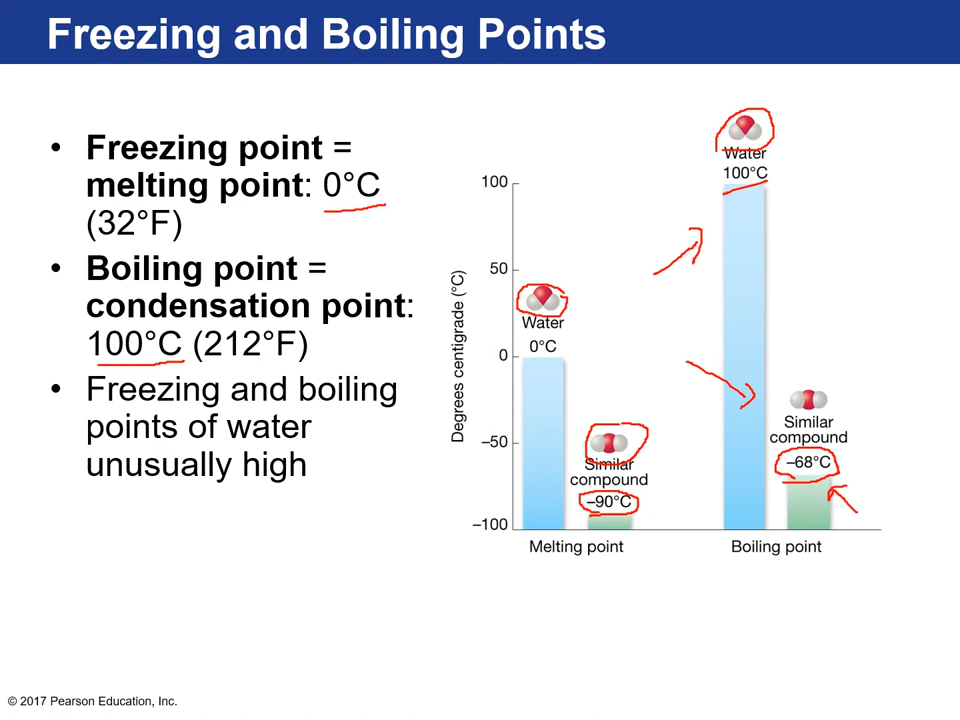 Freezing and Boiling Points
• Freezing point =
melting point: 0°C
(32°F)
• Boiling point =
condensation point:
100°C (212°F)
• Freezing and boiling
points of water
unusually high
Degrees centigrade (°C)
100
50
0
–50
–100
Water
0°C
Similar
compound
–90°C
Melting point
Water
100°C
Similar
compound
–68°C
Boiling point
© 2017 Pearson Education, Inc.